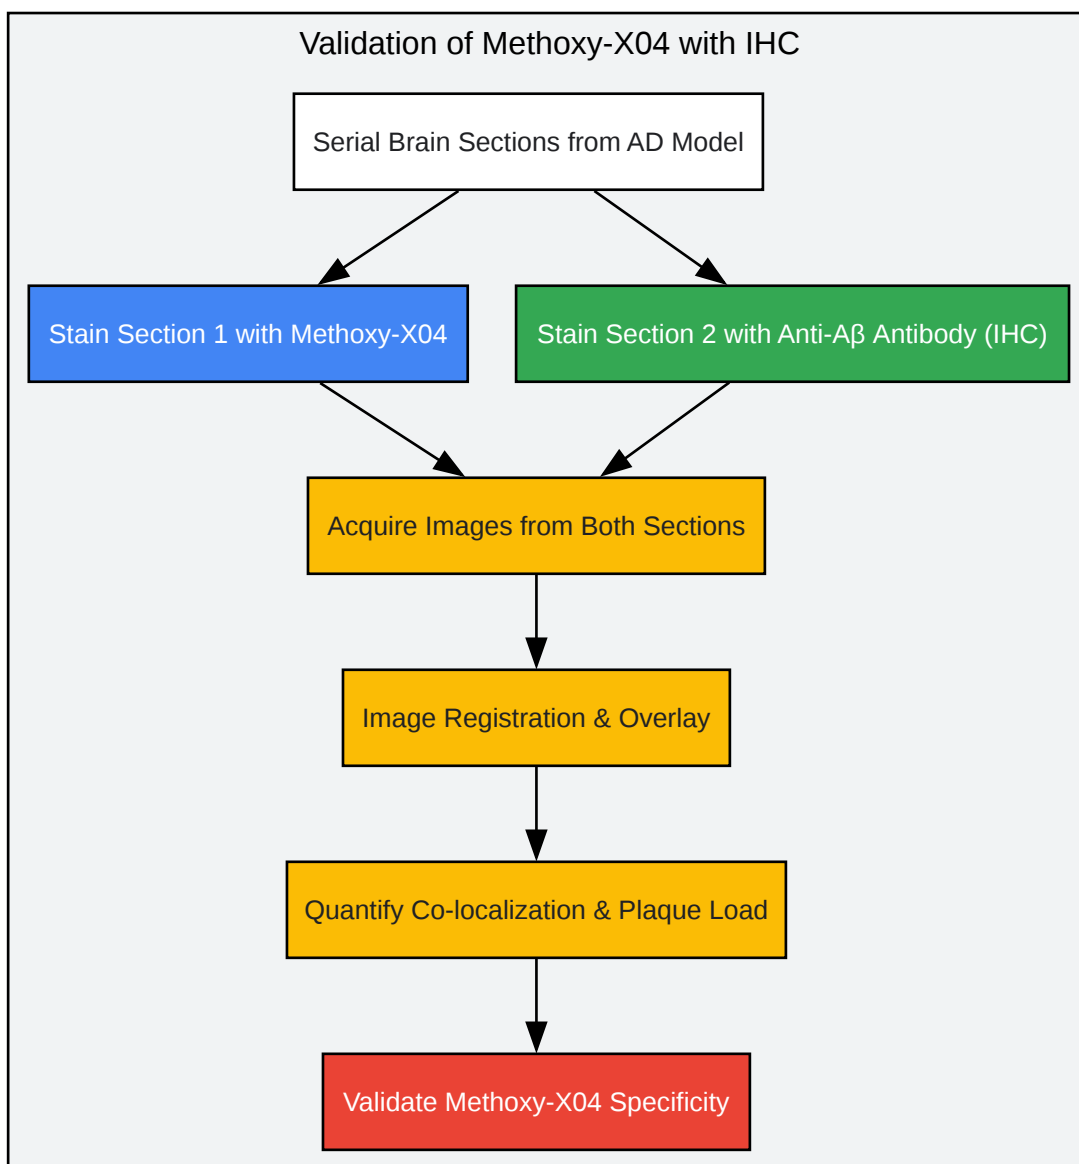 Validation of Methoxy-X04 with IHC
Serial Brain Sections from AD Model
Stain Section 1 with Methoxy-X04
Stain Section 2 with Anti-Aβ Antibody (IHC)
Acquire Images from Both Sections
Image Registration & Overlay
Quantify Co-localization & Plaque Load
Validate Methoxy-X04 Specificity